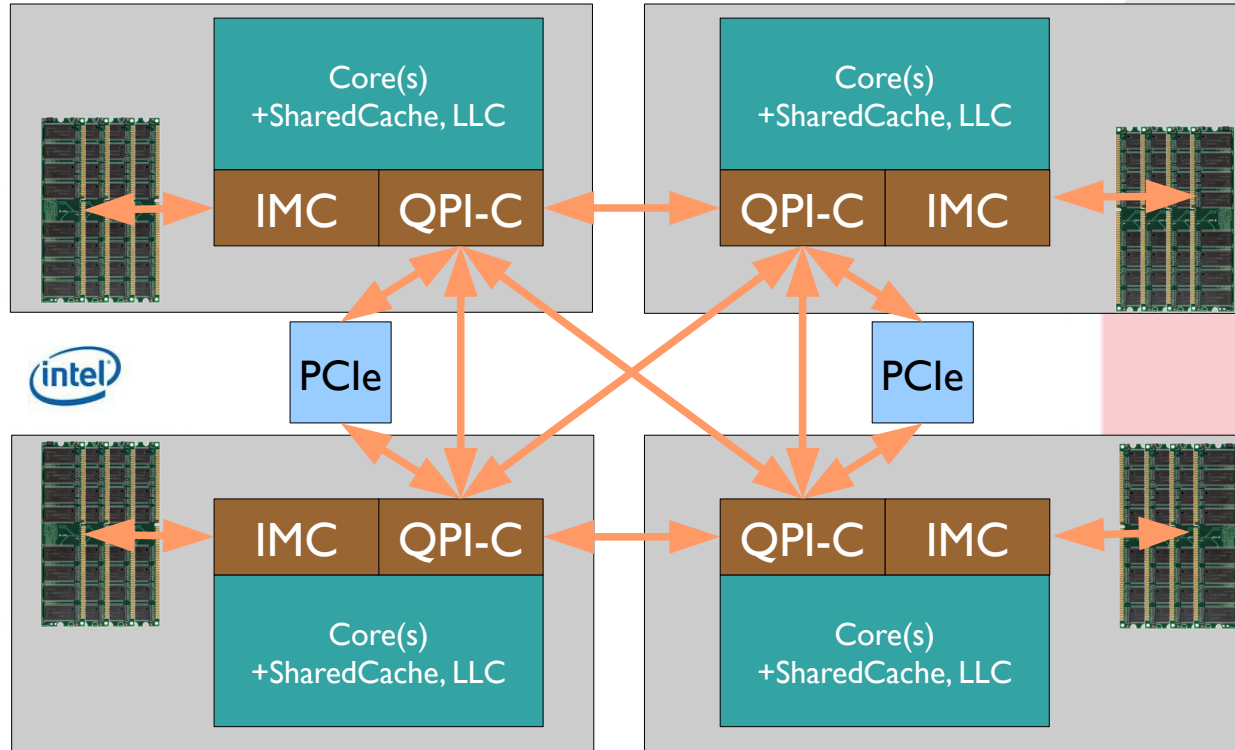 Core(s)
+SharedCache, LLC
Core(s)
+SharedCache, LLC
IMC
QPI-C
QPI-C
IMC
intel
PCIe
PCIe
IMC
QPI-C
QPI-C
IMC
Core(s)
+SharedCache, LLC
Core(s)
+SharedCache, LLC